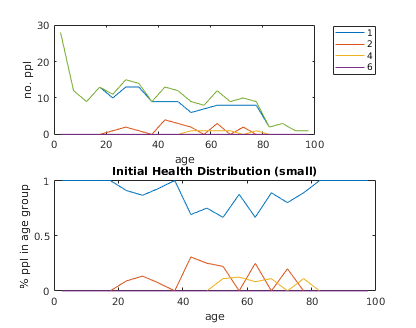 30
20
10
0
no. ppl
0 20 40 60 80 100
age
1
2
4
6
Initial Health Distribution (small)
1
0.5
0
% ppl in age group
0 20 40 60 80 100
age